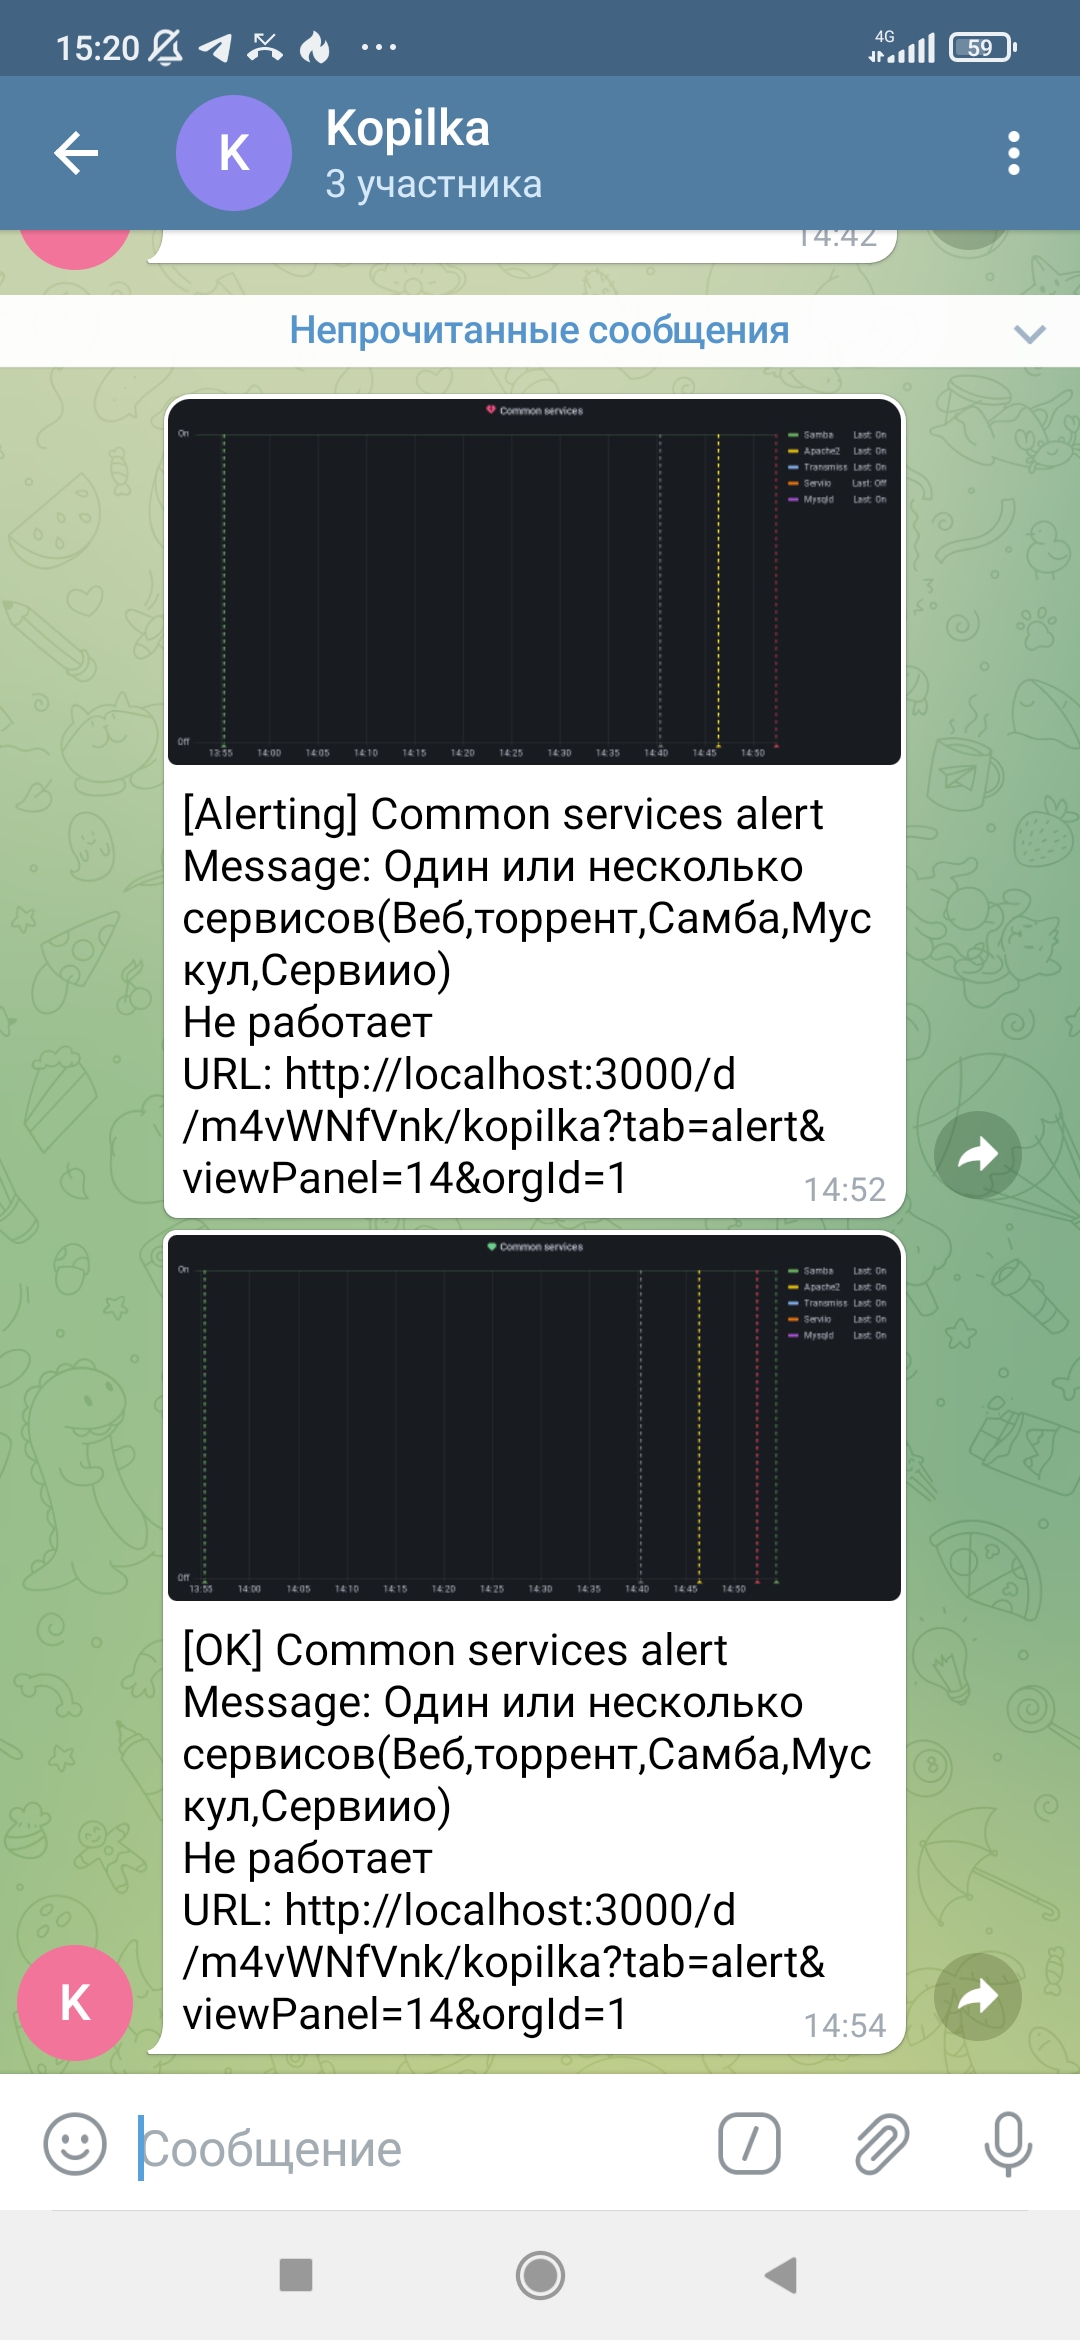 15:20
4G
59
K
Kopilka
3 участника
14:42
Непрочитанные сообщения
Common services
On
Samba Last: On
Apache2 Last: On
Transmiss Last: On
Serviio Last: Off
Mysqld Last: On
Off
13:55 14:00 14:05 14:10 14:15 14:20 14:25 14:30 14:35 14:40 14:45 14:50
[Alerting] Common services alert
Message: Один или несколько
сервисов(Веб,торрент,Самба,Мус
кул,Сервиио)
Не работает
URL: http://localhost:3000/d
/m4vWNfVnk/kopilka?tab=alert&
viewPanel=14&orgId=1
14:52
Common services
On
Samba Last: On
Apache2 Last: On
Transmiss Last: On
Serviio Last: On
Mysqld Last: On
Off
13:55 14:00 14:05 14:10 14:15 14:20 14:25 14:30 14:35 14:40 14:45 14:50
[OK] Common services alert
Message: Один или несколько
сервисов(Веб,торрент,Самба,Мус
кул,Сервиио)
Не работает
URL: http://localhost:3000/d
/m4vWNfVnk/kopilka?tab=alert&
viewPanel=14&orgId=1
14:54
K
Сообщение